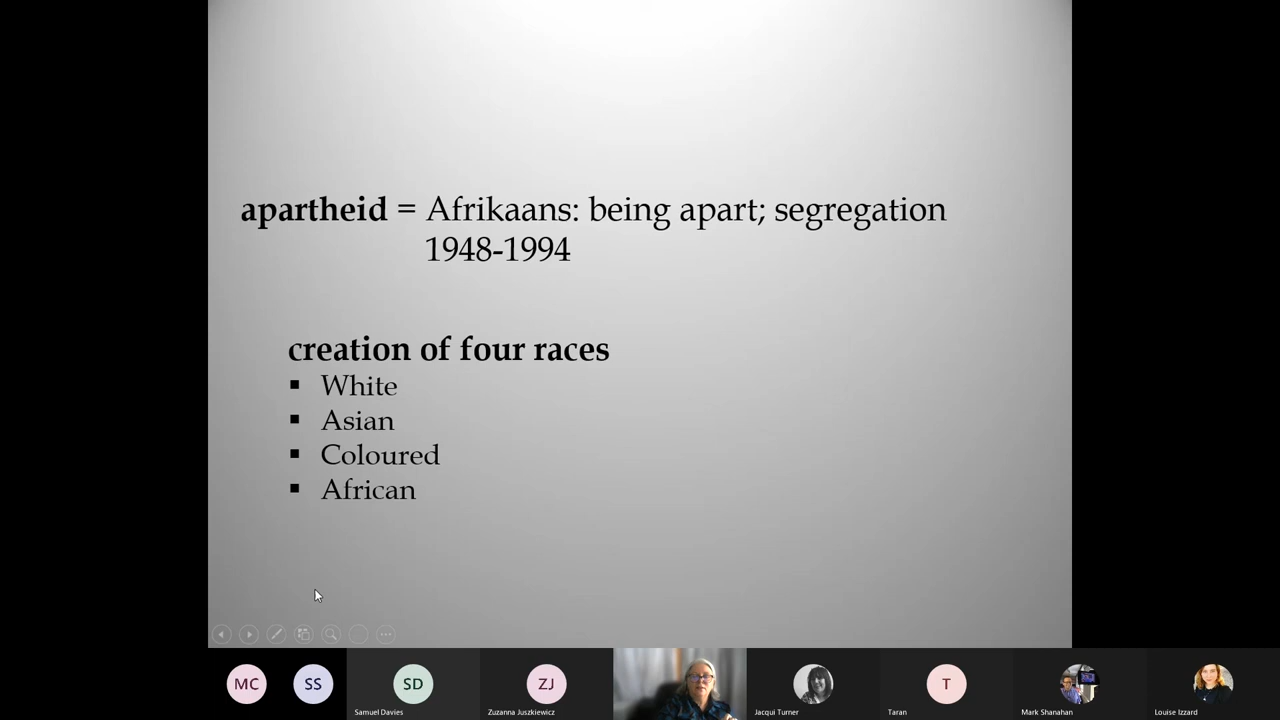 apartheid = Afrikaans: being apart; segregation
1948-1994
creation of four races
▪ White
▪ Asian
▪ Coloured
▪ African
MC
SS
SD
ZJ
T
Samuel Davies
Zuzanna Juszkiewicz
Jacqui Turner
Taran
Mark Shanahan
Louise Izzard